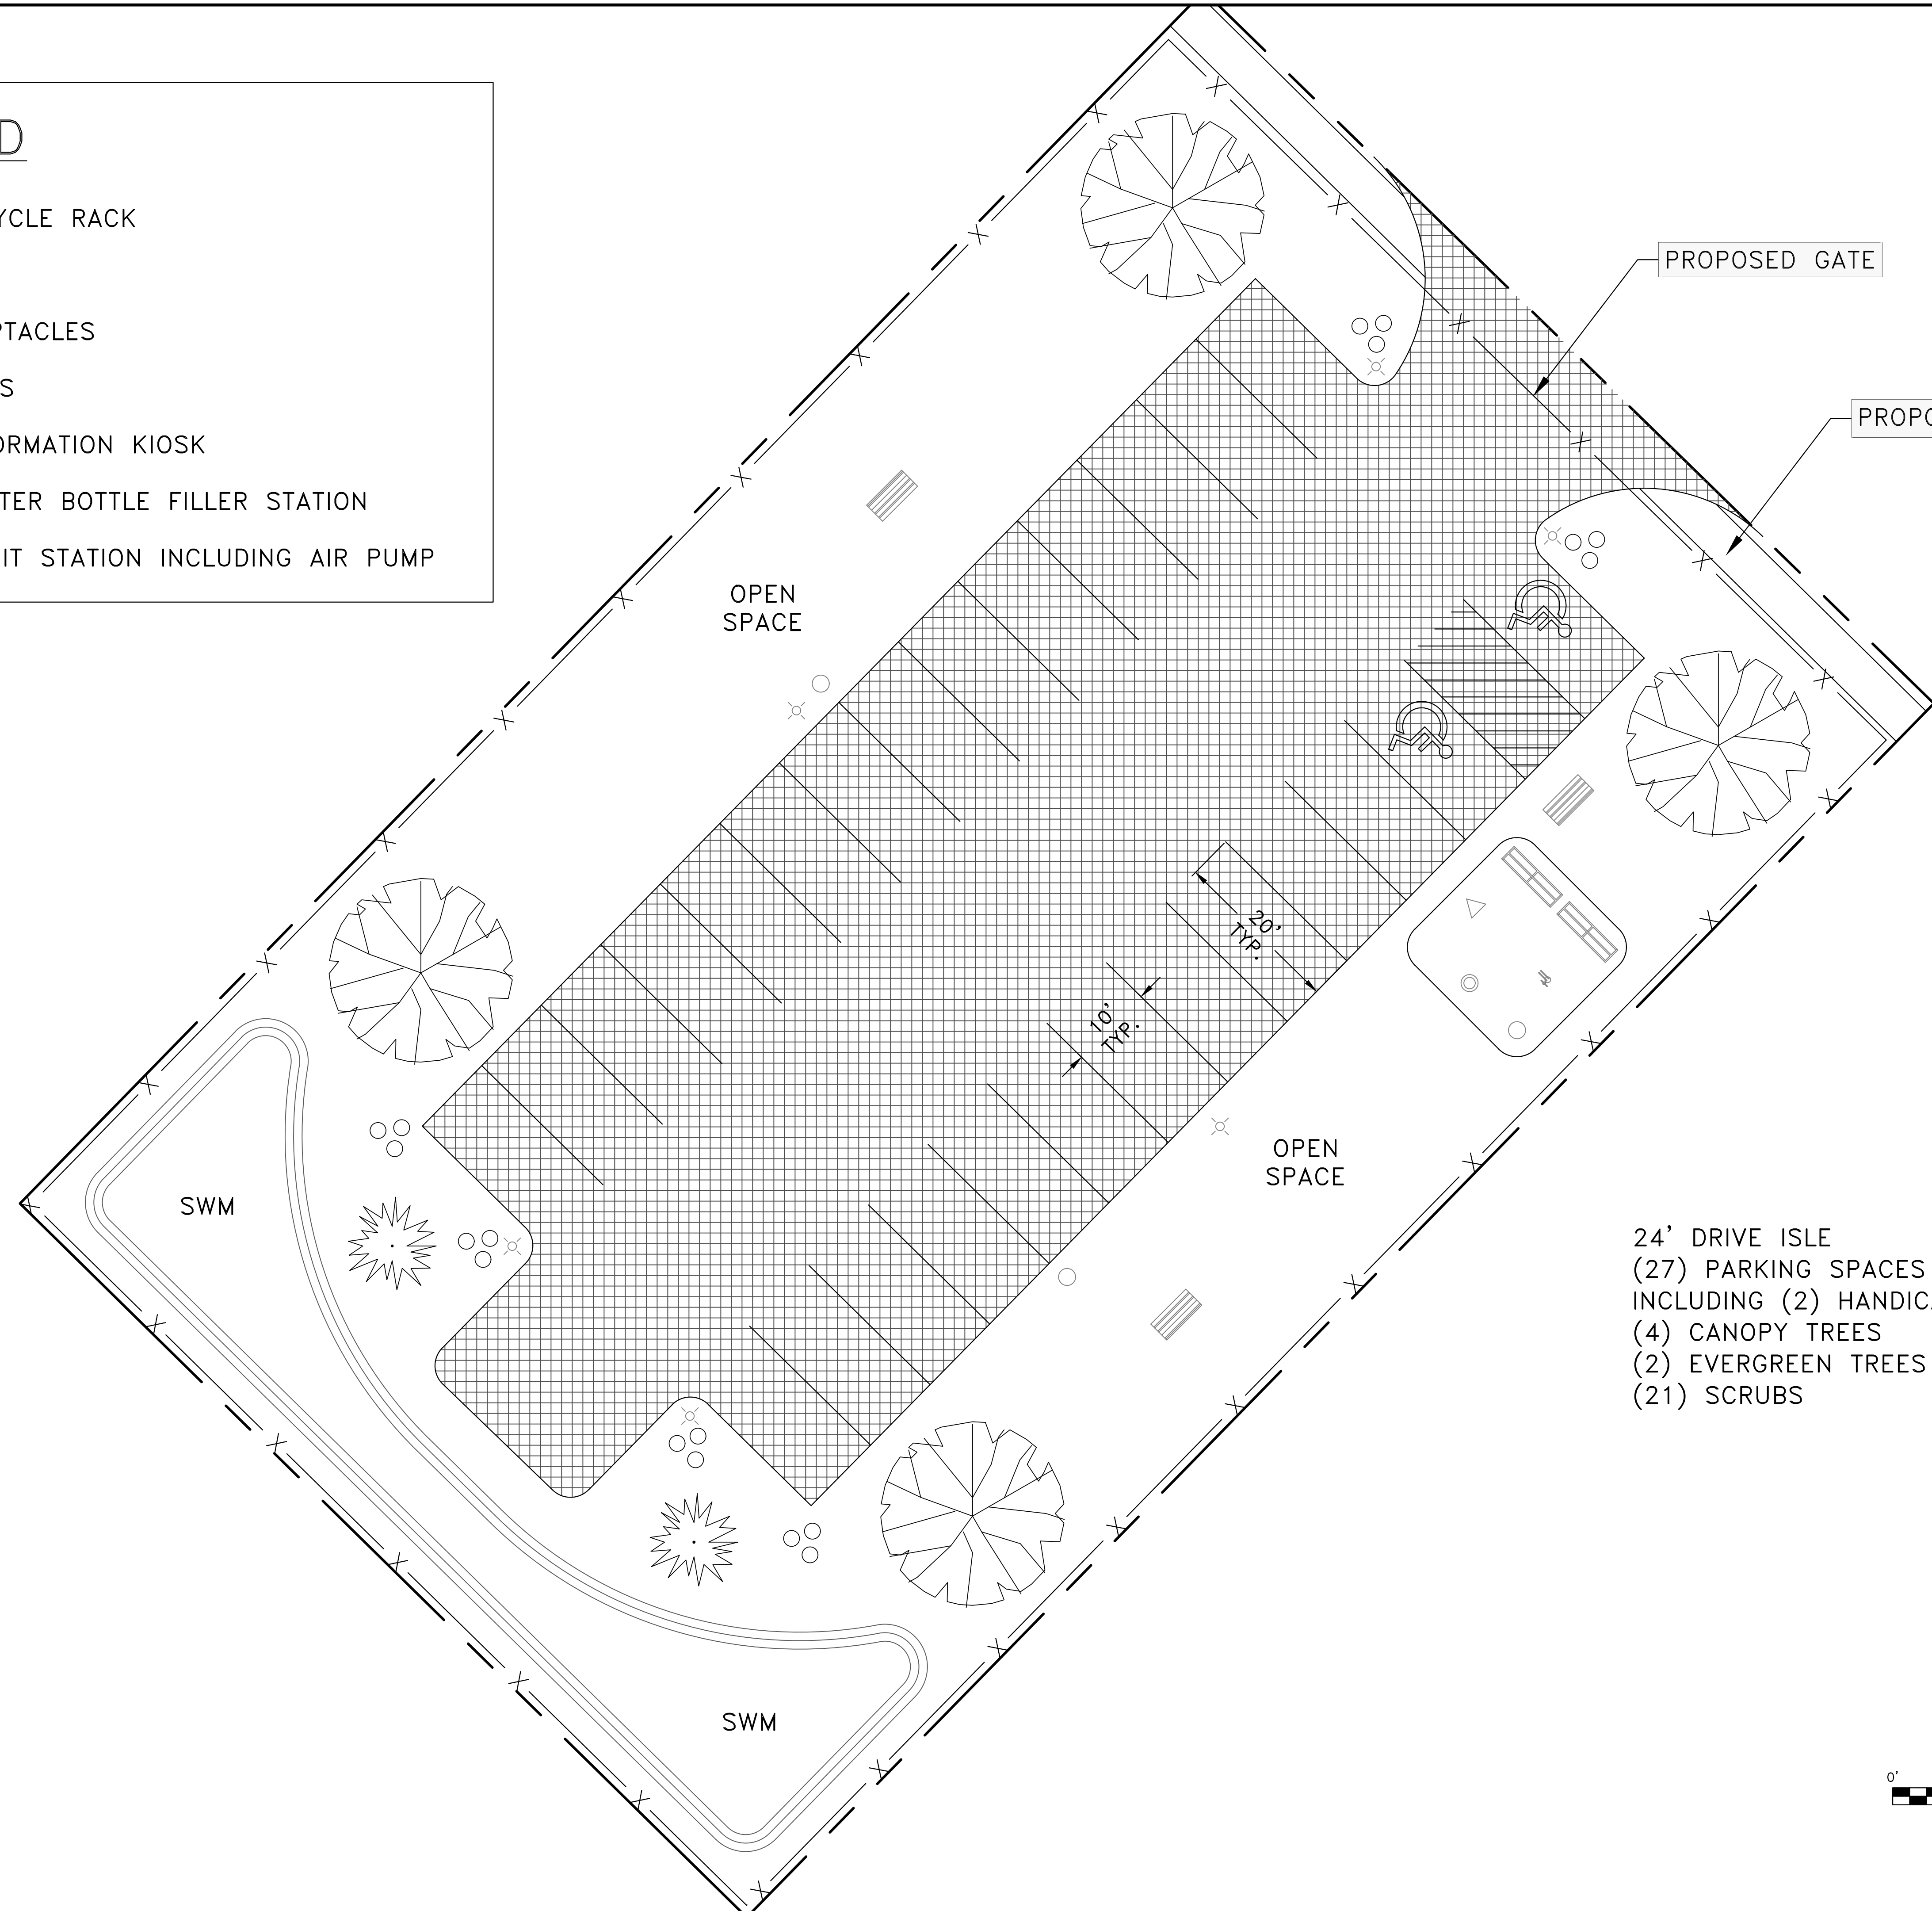 D
YCLE RACK
PTACLES
S
ORMATION KIOSK
TER BOTTLE FILLER STATION
IT STATION INCLUDING AIR PUMP
PROPOSED GATE
PROPO
OPEN
SPACE
20'
TYP.
10'
TYP.
OPEN
SPACE
SWM
SWM
24' DRIVE ISLE
(27) PARKING SPACES
INCLUDING (2) HANDIC
(4) CANOPY TREES
(2) EVERGREEN TREES
(21) SCRUBS
0'